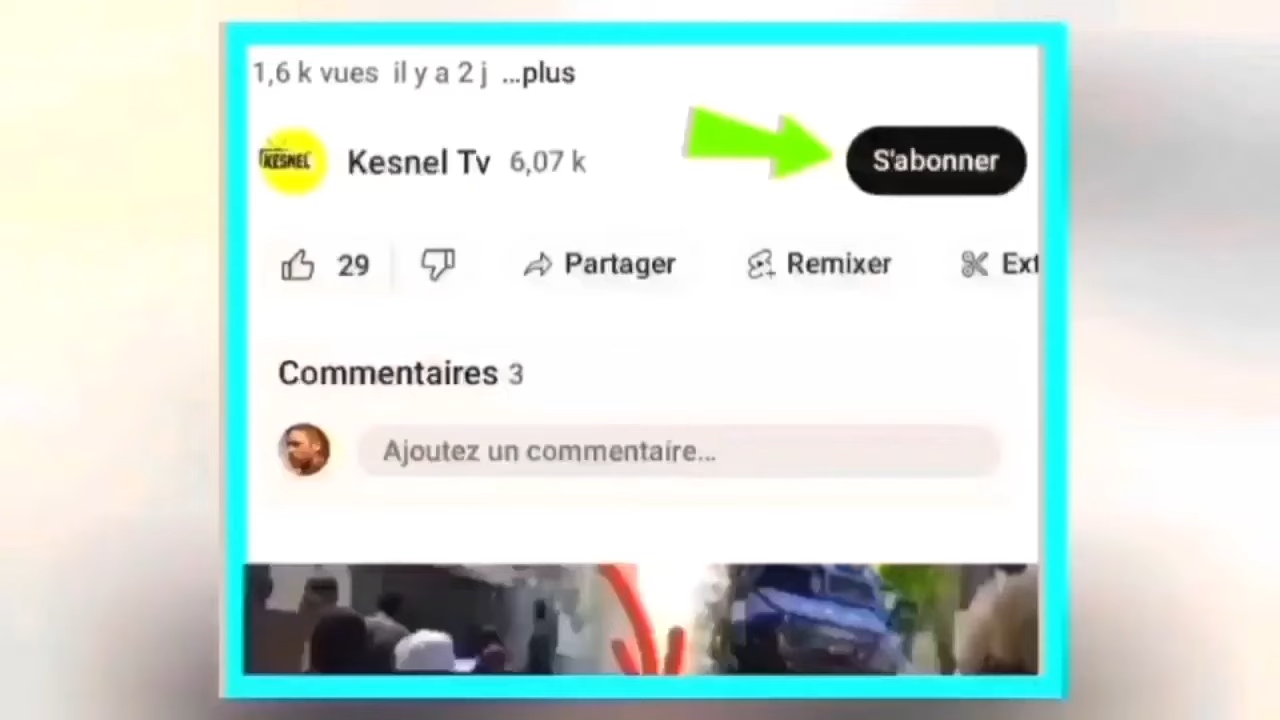 1,6 k vues il y a 2 j ...plus
KESNEL
Kesnel Tv 6,07 k
S'abonner
29
Partager
Remixer
Ext
Commentaires 3
Ajoutez un commentaire...